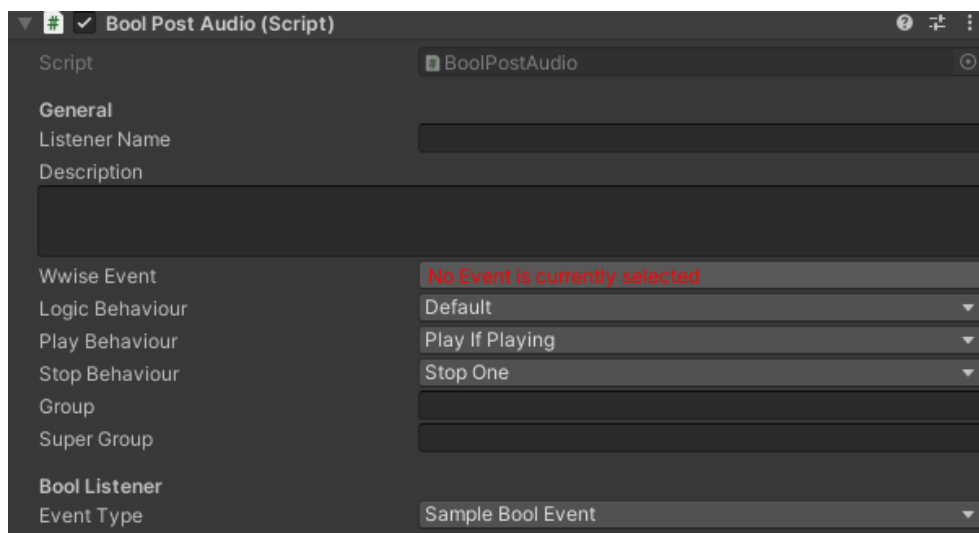 Bool Post Audio (Script)
Script BoolPostAudio
General
Listener Name
Description
Wwise Event No Event is currently selected
Logic Behaviour Default
Play Behaviour Play If Playing
Stop Behaviour Stop One
Group
Super Group
Bool Listener
Event Type Sample Bool Event